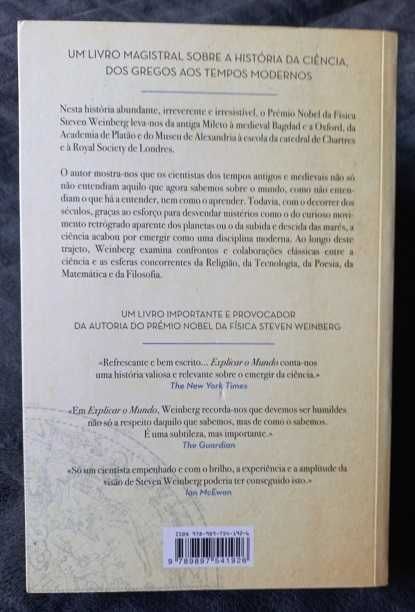 UM LIVRO MAGISTRAL SOBRE A HISTÓRIA DA CIÊNCIA,
DOS GREGOS AOS TEMPOS MODERNOS
Nesta história abundante, irreverente e irresistível, o Prémio Nobel da Física
Steven Weinberg leva-nos da antiga Mileto à medieval Bagdad e a Oxford, da
Academia de Platão e do Museu de Alexandria à escola da catedral de Chartres
e à Royal Society de Londres.
O autor mostra-nos que os cientistas dos tempos antigos e medievais não só
não entendiam aquilo que agora sabemos sobre o mundo, como não enten-
diam o que há a entender, nem como o aprender. Todavia, com o decorrer dos
séculos, graças ao esforço para desvendar mistérios como o do curioso movi-
mento retrógrado aparente dos planetas ou o da subida e descida das marés, a
ciência acabou por emergir como uma disciplina moderna. Ao longo deste
trajeto, Weinberg examina confrontos e colaborações clássicas entre a
ciência e as esferas concorrentes da Religião, da Tecnologia, da Poesia, da
Matemática e da Filosofia.
UM LIVRO IMPORTANTE E PROVOCADOR
DA AUTORIA DO PRÉMIO NOBEL DA FÍSICA STEVEN WEINBERG
«Refrescante e bem escrito... Explicar o Mundo conta-nos
uma história valiosa e relevante sobre o emergir da ciência.»
The New York Times
«Em Explicar o Mundo, Weinberg recorda-nos que devemos ser humildes
não só a respeito daquilo que sabemos, mas de como o sabemos.
É uma subtileza, mas importante.»
The Guardian
«Só um cientista empenhado e com o brilho, a experiência e a amplitude da
visão de Steven Weinberg poderia ter conseguido isto.»
Ian McEwan
ISBN 978-989-754-192-6
9 789897 541926